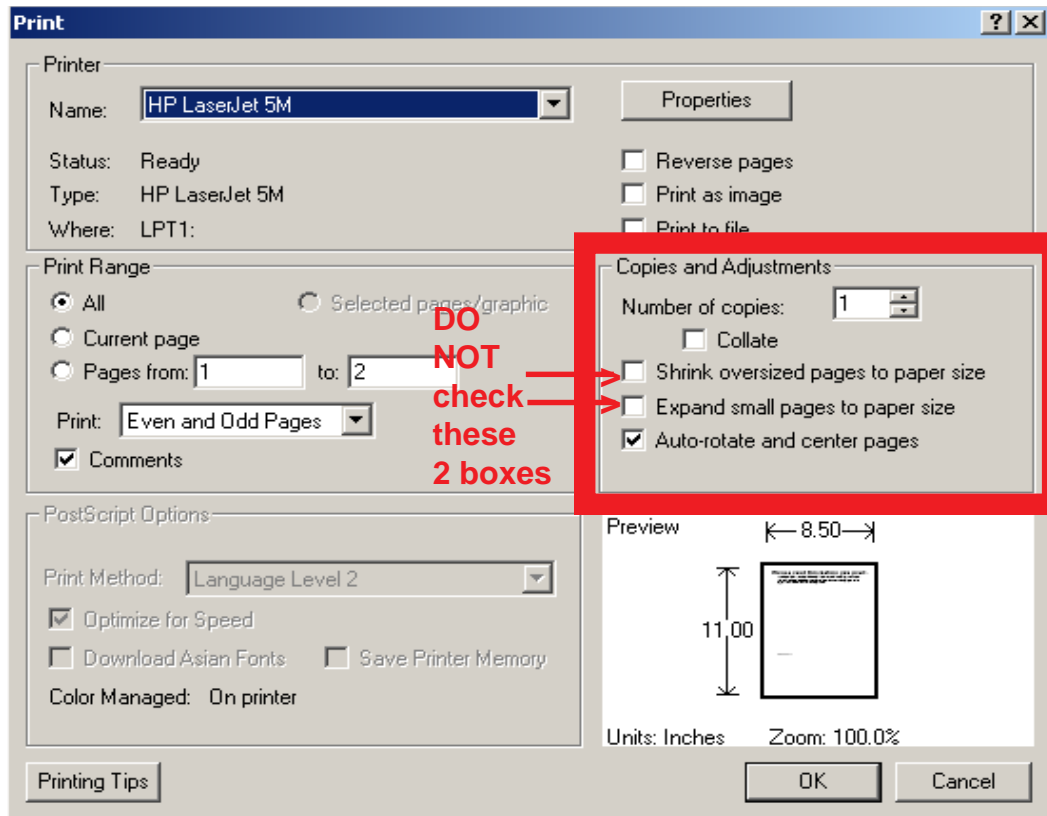 Print
Printer
Name: HP LaserJet 5M
Properties
Status: Ready
Type: HP LaserJet 5M
Where: LPT1:
Reverse pages
Print as image
Print to file
Print Range
All
Selected pages/graphic
Current page
Pages from: 1 to: 2
Print: Even and Odd Pages
Comments
DO
NOT
check
these
2 boxes
Copies and Adjustments
Number of copies: 1
Collate
Shrink oversized pages to paper size
Expand small pages to paper size
Auto-rotate and center pages
PostScript Options
Print Method: Language Level 2
Optimize for Speed
Download Asian Fonts
Save Printer Memory
Color Managed: On printer
Preview
8.50
11.00
Units: Inches Zoom: 100.0%
Printing Tips
OK
Cancel